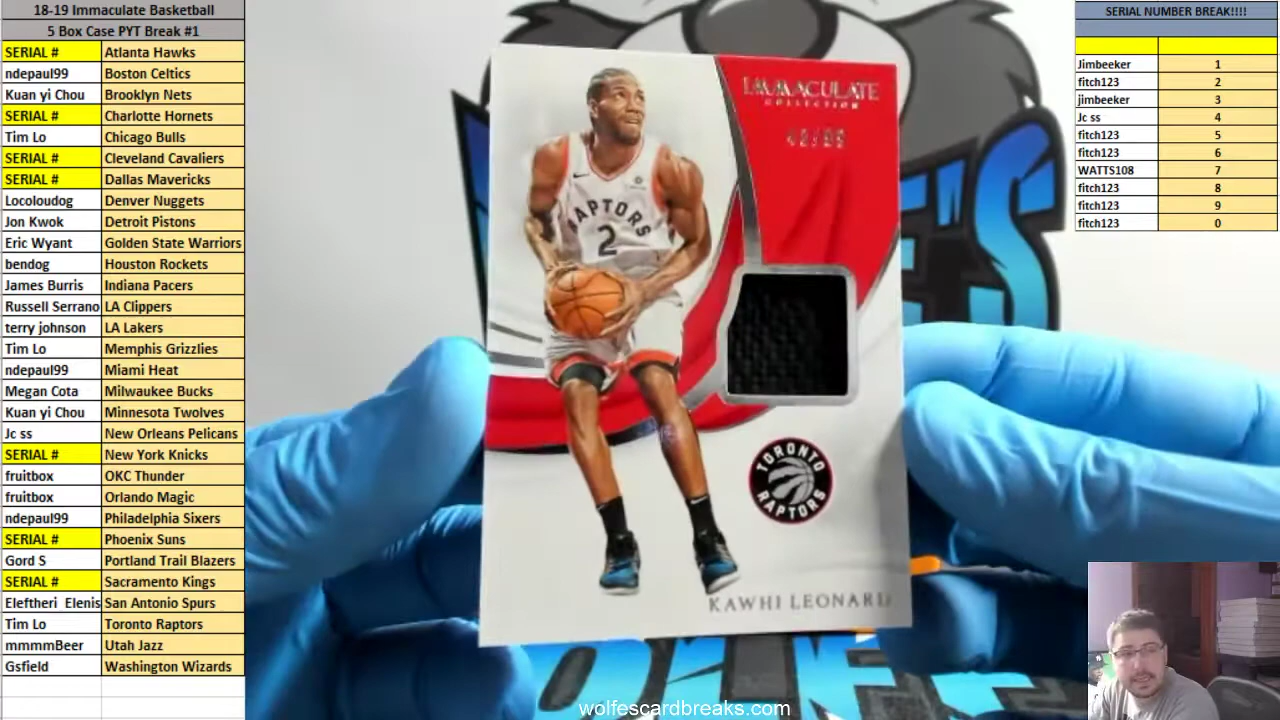 18-19 Immaculate Basketball
5 Box Case PYT Break #1
SERIAL # Atlanta Hawks
ndepaul99 Boston Celtics
Kuan yi Chou Brooklyn Nets
SERIAL # Charlotte Hornets
Tim Lo Chicago Bulls
SERIAL # Cleveland Cavaliers
SERIAL # Dallas Mavericks
Locoloudog Denver Nuggets
Jon Kwok Detroit Pistons
Eric Wyant Golden State Warriors
bendog Houston Rockets
James Burris Indiana Pacers
Russell Serrano LA Clippers
terry johnson LA Lakers
Tim Lo Memphis Grizzlies
ndepaul99 Miami Heat
Megan Cota Milwaukee Bucks
Kuan yi Chou Minnesota Twolves
Jc ss New Orleans Pelicans
SERIAL # New York Knicks
fruitbox OKC Thunder
fruitbox Orlando Magic
ndepaul99 Philadelphia Sixers
SERIAL # Phoenix Suns
Gord S Portland Trail Blazers
SERIAL # Sacramento Kings
Eleftheri Elenis San Antonio Spurs
Tim Lo Toronto Raptors
mmmmBeer Utah Jazz
Gsfield Washington Wizards
IMMACULATE
COLLECTION
RAPTORS
2
TORONTO
RAPTORS
KAWHI LEONARD
wolfescardbreaks.com
SERIAL NUMBER BREAK!!!!
Jimbeeker 1
fitch123 2
jimbeeker 3
Jc ss 4
fitch123 5
fitch123 6
WATTS108 7
fitch123 8
fitch123 9
fitch123 0